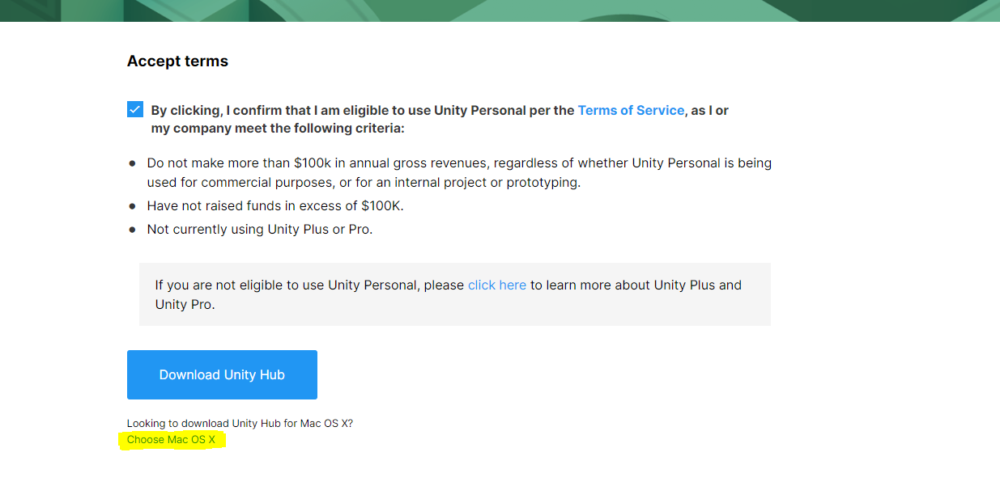 Accept terms
By clicking, I confirm that I am eligible to use Unity Personal per the Terms of Service, as I or
my company meet the following criteria:
● Do not make more than $100k in annual gross revenues, regardless of whether Unity Personal is being
used for commercial purposes, or for an internal project or prototyping.
● Have not raised funds in excess of $100K.
● Not currently using Unity Plus or Pro.
If you are not eligible to use Unity Personal, please click here to learn more about Unity Plus and
Unity Pro.
Download Unity Hub
Looking to download Unity Hub for Mac OS X?
Choose Mac OS X